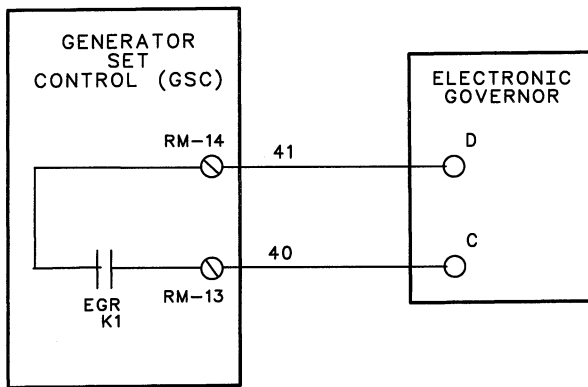 GENERATOR
SET
CONTROL (GSC)
ELECTRONIC
GOVERNOR
RM-14
41
D
40
C
EGR
K1
RM-13